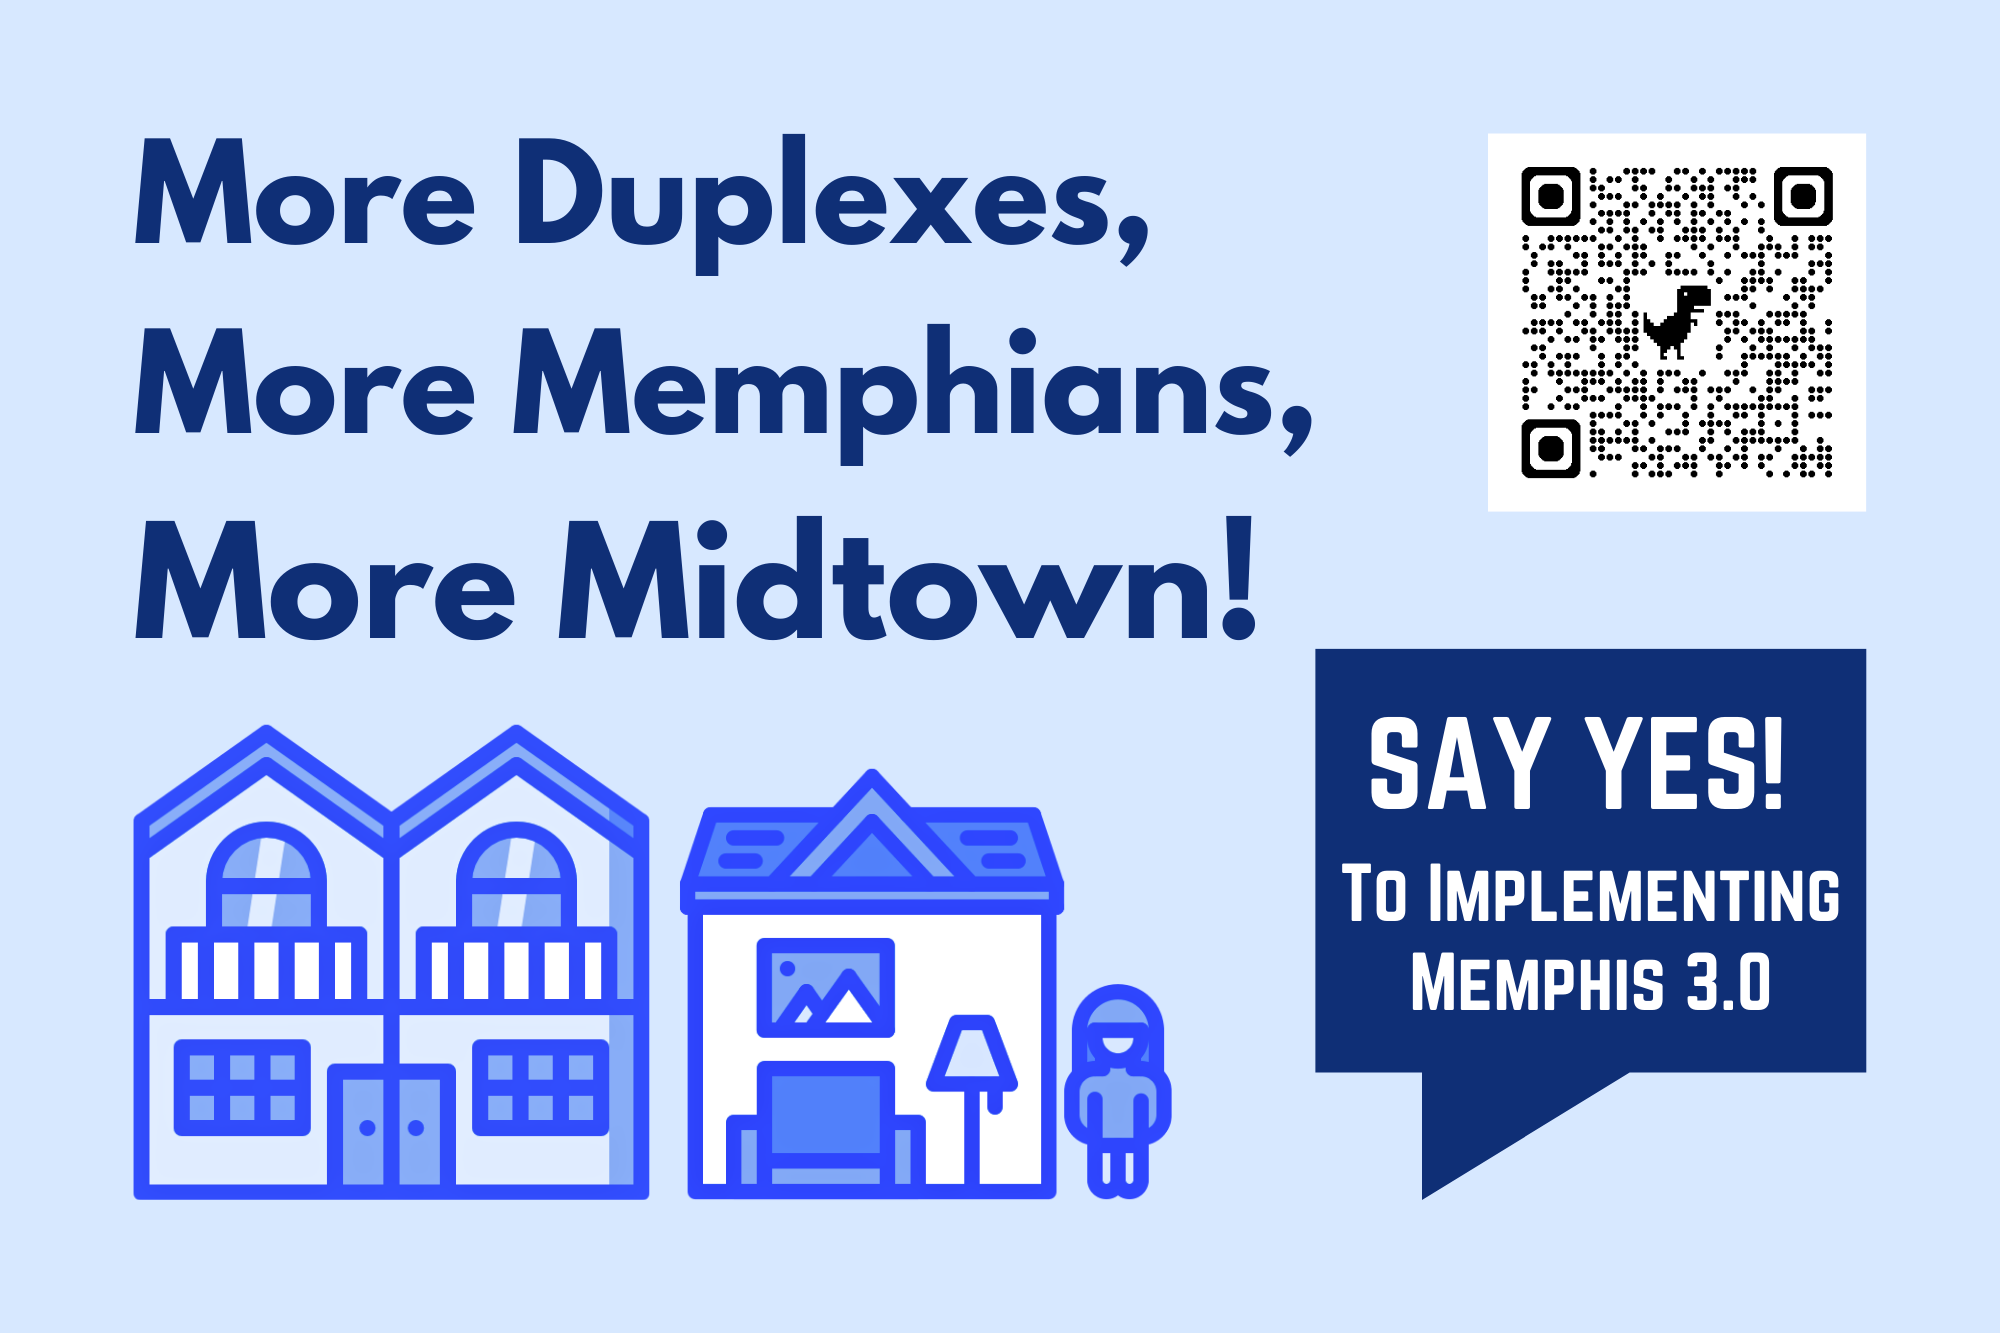 More Duplexes,
More Memphians,
More Midtown!
SAY YES!
To Implementing
Memphis 3.0